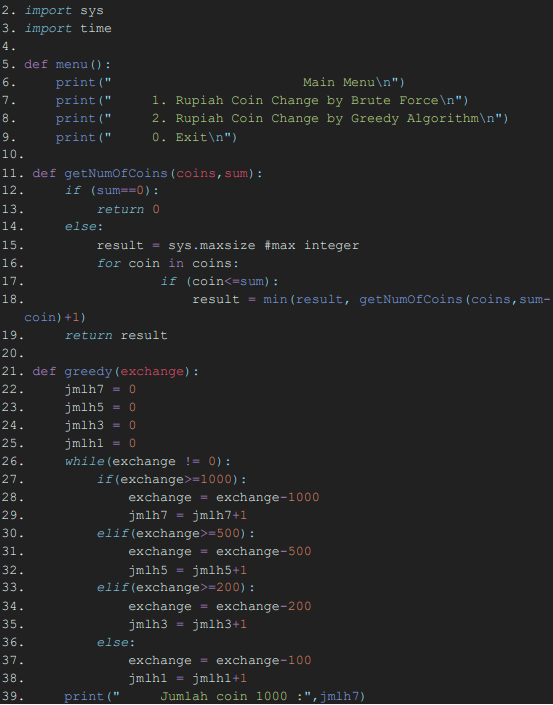 2. import sys
3. import time
4.
5. def menu():
6.     print("                        Main Menu\n")
7.     print("     1. Rupiah Coin Change by Brute Force\n")
8.     print("     2. Rupiah Coin Change by Greedy Algorithm\n")
9.     print("     0. Exit\n")
10.
11. def getNumOfCoins(coins,sum):
12.     if (sum==0):
13.         return 0
14.     else:
15.         result = sys.maxsize #max integer
16.         for coin in coins:
17.                 if (coin<=sum):
18.                     result = min(result, getNumOfCoins(coins,sum-
coin)+1)
19.     return result
20.
21. def greedy(exchange):
22.     jmlh7 = 0
23.     jmlh5 = 0
24.     jmlh3 = 0
25.     jmlh1 = 0
26.     while(exchange != 0):
27.         if(exchange>=1000):
28.             exchange = exchange-1000
29.             jmlh7 = jmlh7+1
30.         elif(exchange>=500):
31.             exchange = exchange-500
32.             jmlh5 = jmlh5+1
33.         elif(exchange>=200):
34.             exchange = exchange-200
35.             jmlh3 = jmlh3+1
36.         else:
37.             exchange = exchange-100
38.             jmlh1 = jmlh1+1
39.     print("     Jumlah coin 1000 :",jmlh7)